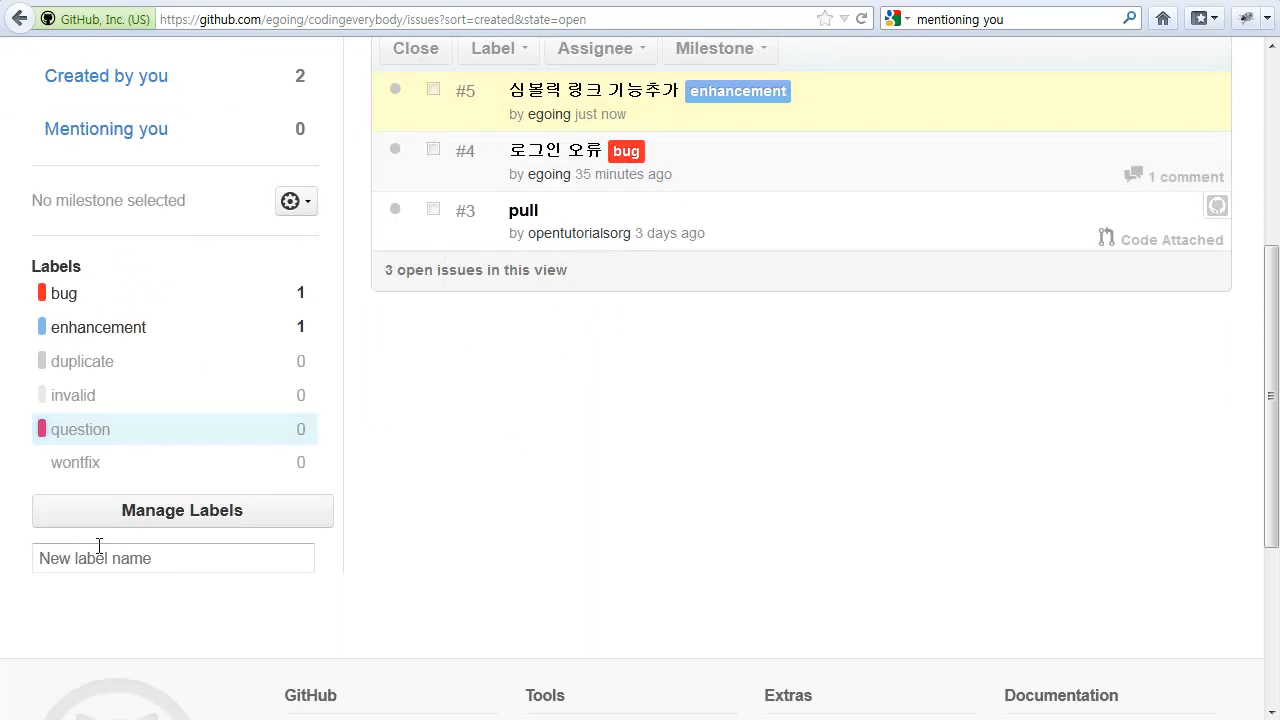 GitHub, Inc. (US)
https://github.com/egoing/codingeverybody/issues?sort=created&state=open
mentioning you
Created by you 2
Mentioning you 0
No milestone selected
Labels
bug 1
enhancement 1
duplicate 0
invalid 0
question 0
wontfix 0
Manage Labels
New label name
Close Label Assignee Milestone
#5 심볼릭 링크 기능추가 enhancement
by egoing just now
#4 로그인 오류 bug
by egoing 35 minutes ago
1 comment
#3 pull
by opentutorialsorg 3 days ago
Code Attached
3 open issues in this view
GitHub Tools Extras Documentation